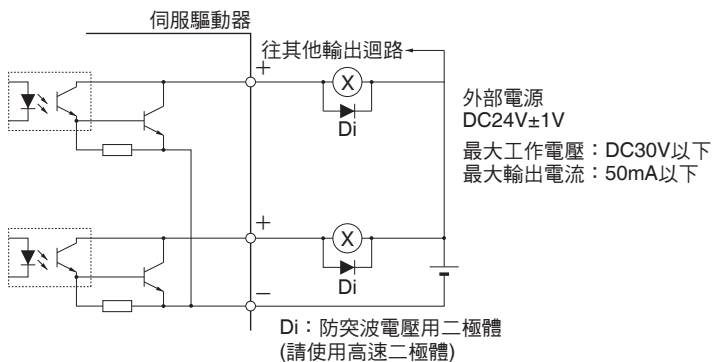 伺服驅動器
往其他輸出迴路
+
X
Di
外部電源
DC24V±1V
最大工作電壓：DC30V以下
最大輸出電流：50mA以下
+
X
Di
−
Di：防突波電壓用二極體
(請使用高速二極體)